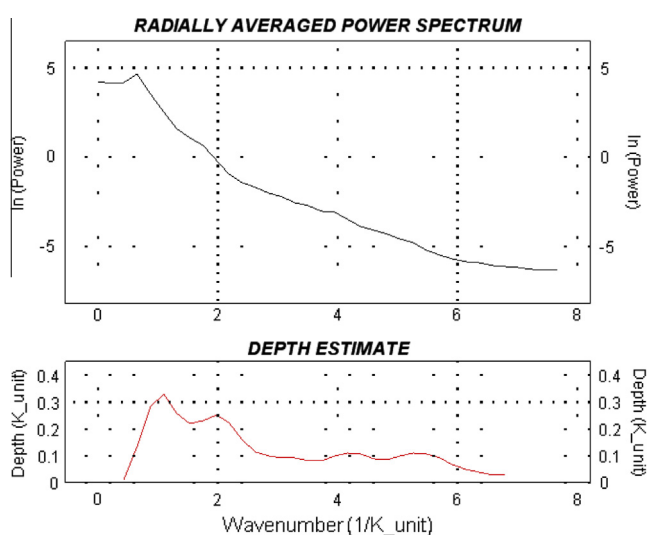 RADIALLY AVERAGED POWER SPECTRUM
ln (Power)
5
0
-5
5
0
-5
ln (Power)
0 2 4 6 8
DEPTH ESTIMATE
Depth (K_unit)
0.4
0.3
0.2
0.1
0
0.4
0.3
0.2
0.1
0
Depth (K_unit)
0 2 4 6 8
Wavenumber (1/K_unit)